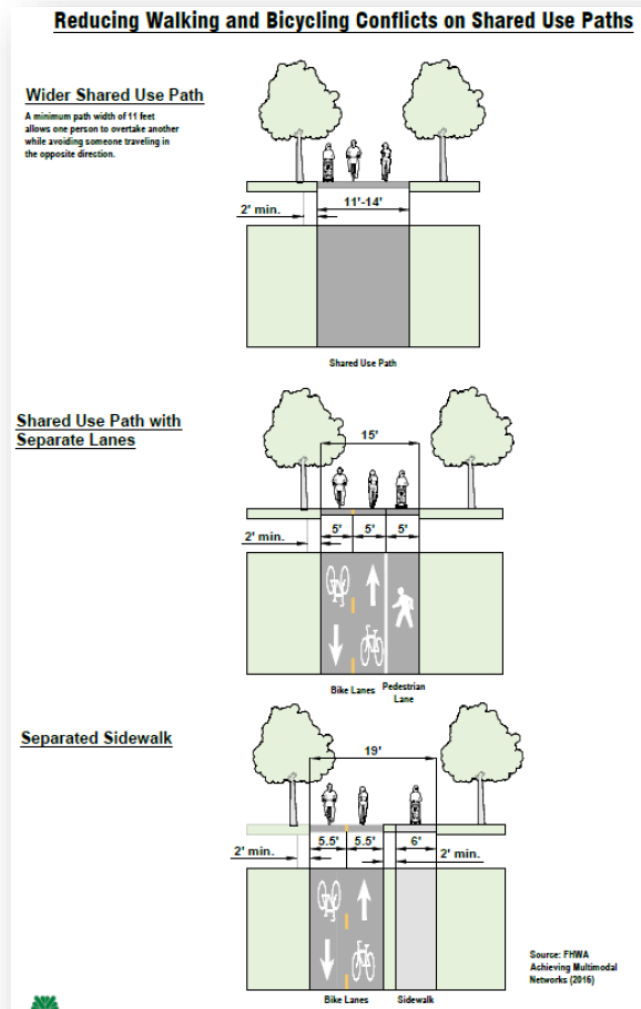 Reducing Walking and Bicycling Conflicts on Shared Use Paths
Wider Shared Use Path
A minimum path width of 11 feet
allows one person to overtake another
while avoiding someone traveling in
the opposite direction.
2' min.
11'-14'
Shared Use Path
Shared Use Path with
Separate Lanes
15'
2' min.
5'
5'
5'
Bike Lanes
Pedestrian
Lane
Separated Sidewalk
19'
2' min.
5.5'
5.5'
6'
2' min.
Bike Lanes
Sidewalk
Source: FHWA
Achieving Multimodal
Networks (2016)